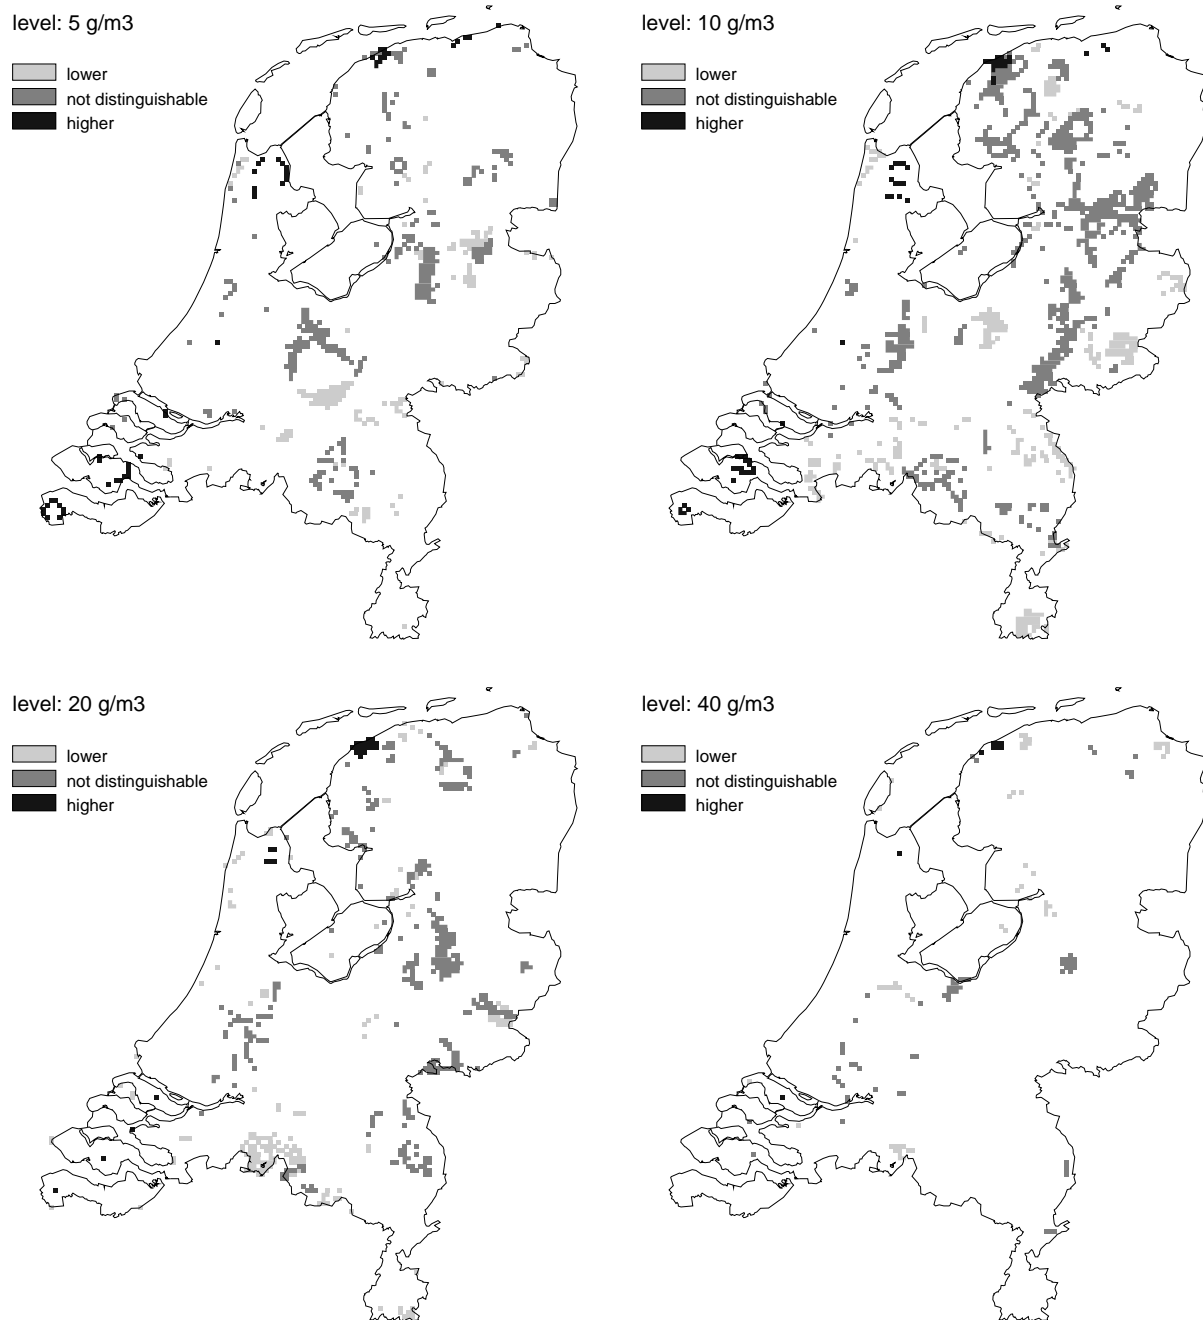 level: 5 g/m3
lower
not distinguishable
higher
level: 10 g/m3
lower
not distinguishable
higher
level: 20 g/m3
lower
not distinguishable
higher
level: 40 g/m3
lower
not distinguishable
higher